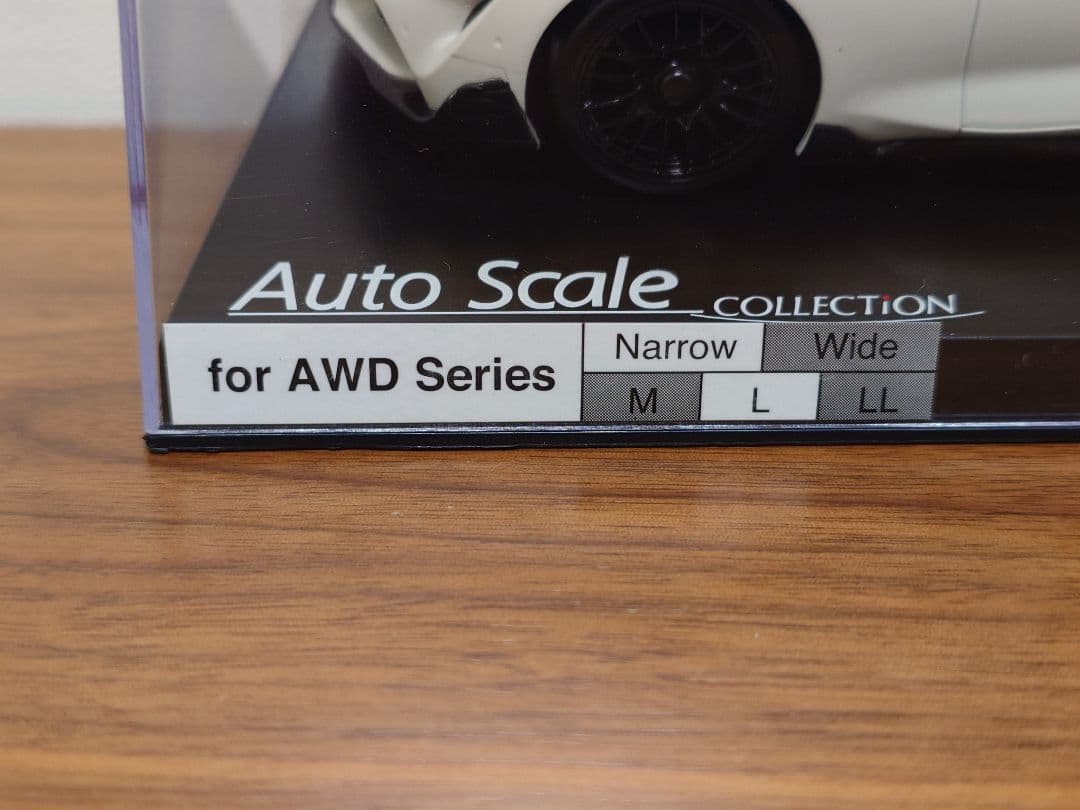 Auto Scale COLLECTiON
for AWD Series
Narrow Wide
M L LL